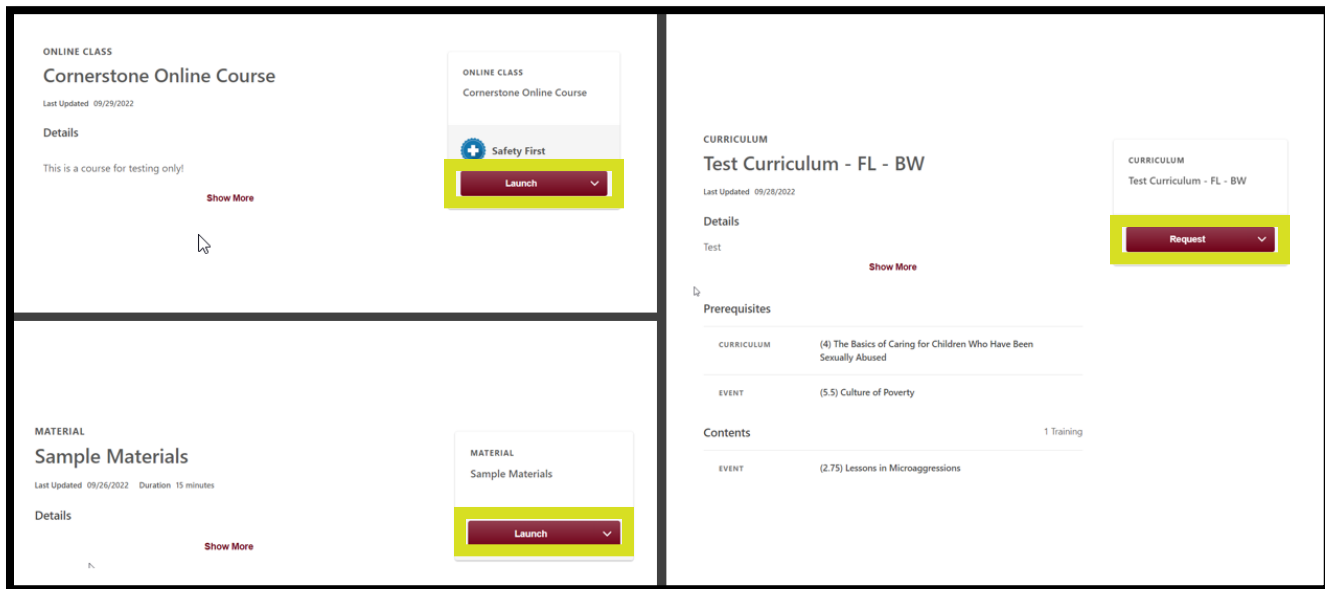 ONLINE CLASS
Cornerstone Online Course
Last Updated 09/29/2022
Details
This is a course for testing only!
Show More
ONLINE CLASS
Cornerstone Online Course
Safety First
Launch
MATERIAL
Sample Materials
Last Updated 09/26/2022 Duration 15 minutes
Details
Show More
MATERIAL
Sample Materials
Launch
CURRICULUM
Test Curriculum - FL - BW
Last Updated 09/28/2022
Details
Test
Show More
Prerequisites
CURRICULUM (4) The Basics of Caring for Children Who Have Been
Sexually Abused
EVENT (5.5) Culture of Poverty
Contents 1 Training
EVENT (2.75) Lessons in Microaggressions
CURRICULUM
Test Curriculum - FL - BW
Request